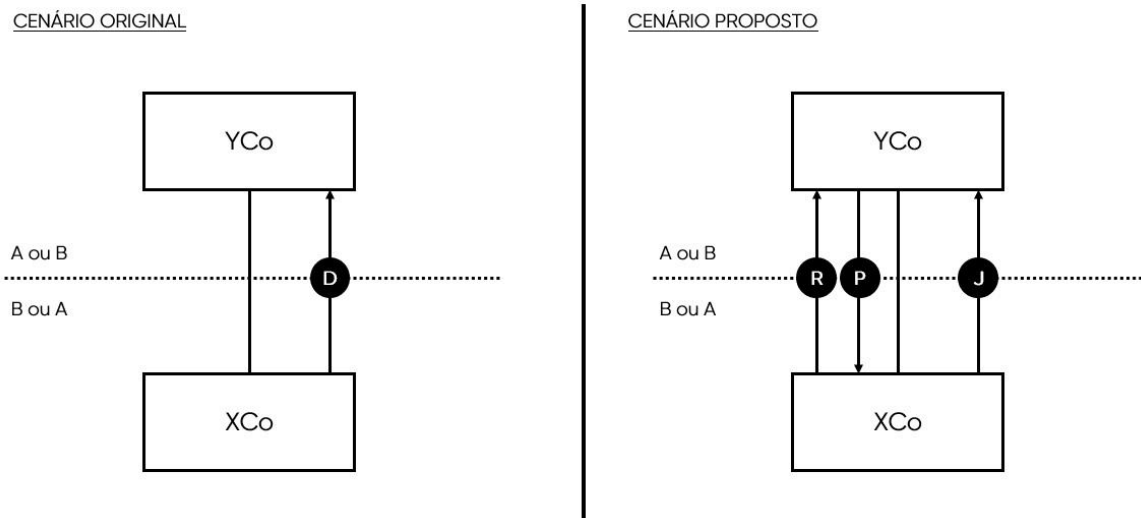 CENÁRIO ORIGINAL
YCo
A ou B
D
B ou A
XCo
CENÁRIO PROPOSTO
YCo
A ou B
R P J
B ou A
XCo